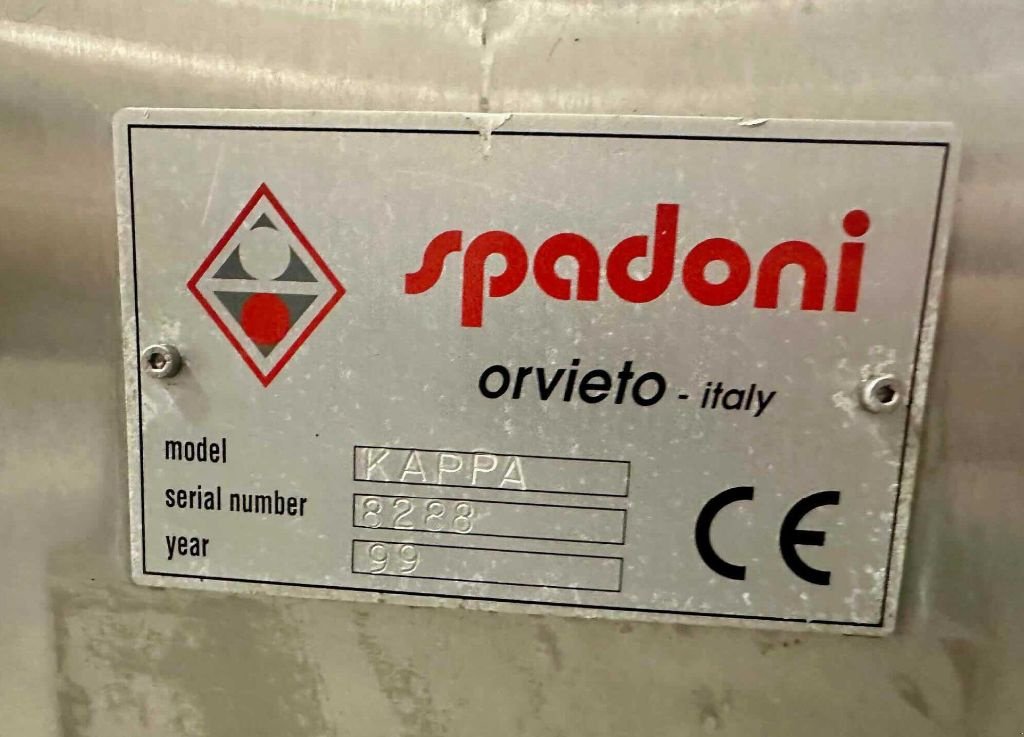 spadoni
orvieto - italy
model KAPPA
serial number 8288
year 99
CE